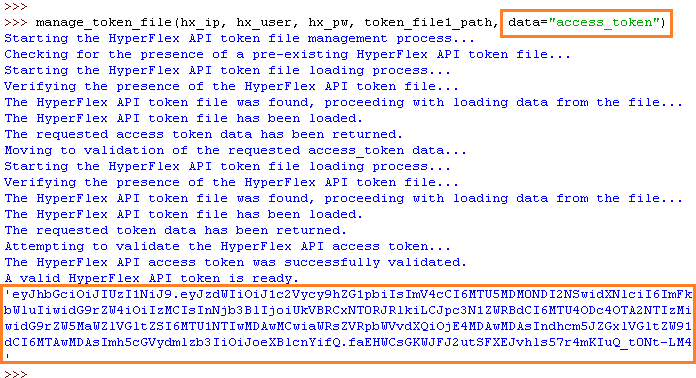 >>>
>>> manage_token_file(hx_ip, hx_user, hx_pw, token_file1_path, data="access_token")
Starting the HyperFlex API token file management process...
Checking for the presence of a pre-existing HyperFlex API token file...
Starting the HyperFlex API token file loading process...
Verifying the presence of the HyperFlex API token file...
The HyperFlex API token file was found, proceeding with loading data from the file...
The HyperFlex API token file has been loaded.
The requested access token data has been returned.
Moving to validation of the requested access_token data...
Starting the HyperFlex API token file loading process...
Verifying the presence of the HyperFlex API token file...
The HyperFlex API token file was found, proceeding with loading data from the file...
The HyperFlex API token file has been loaded.
The requested token data has been returned.
Attempting to validate the HyperFlex API access token...
The HyperFlex API access token was successfully validated.
A valid HyperFlex API token is ready.
'eyJhbGciOiJIUzI1NiJ9.eyJzdWIiOiJ1c2Vycy9hZG1pbiIsImV4cCI6MTU5MDM0NDI2NSwidXNlciI6ImFk
bWluIiwidG9rZW4iOiIzMCIsInNjb3BlIjoiUkVBRCxNT0RJRlkiLCJpc3N1ZWRBdCI6MTU4ODc4OTA2NTIzMi
widG9rZW5MaWZlVGltZSI6MTU1NTIwMDAwMCwiaWRsZVRpbWVvdXQiOjE4MDAwMDAsIndhcm5JZGxlVGltZW91
dCI6MTAwMDAsImh5cGVydmlzb3IiOiJoeXBlcnYifQ.faEHWCsGKWJFJ2utSFXEJvhls57r4mKIuQ_tONt-LM4
'
>>>